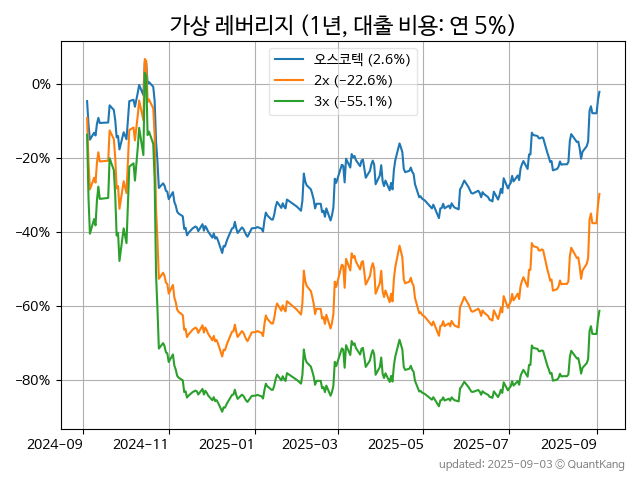 가상 레버리지 (1년, 대출 비용: 연 5%)
오스코텍 (2.6%)
2x (−22.6%)
3x (−55.1%)
0%
−20%
−40%
−60%
−80%
2024-09 2024-11 2025-01 2025-03 2025-05 2025-07 2025-09
updated: 2025-09-03 © QuantKang